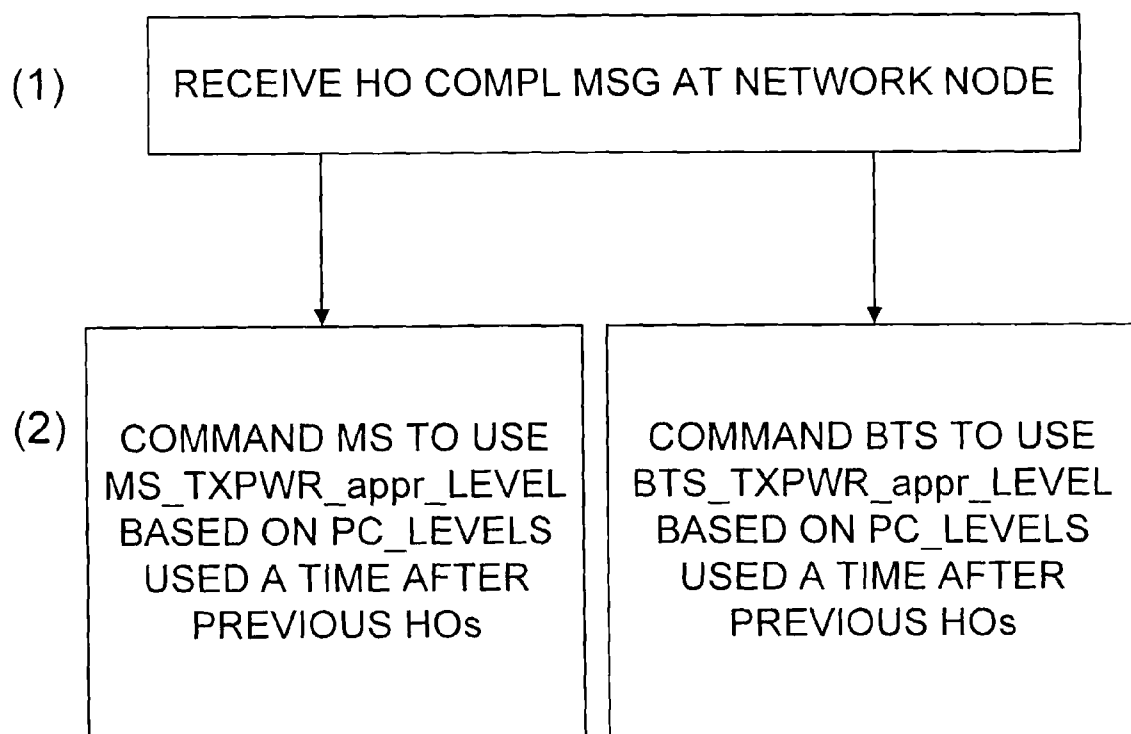 (1)
RECEIVE HO COMPL MSG AT NETWORK NODE
(2)
COMMAND MS TO USE
MS_TXPWR_appr_LEVEL
BASED ON PC_LEVELS
USED A TIME AFTER
PREVIOUS HOs
COMMAND BTS TO USE
BTS_TXPWR_appr_LEVEL
BASED ON PC_LEVELS
USED A TIME AFTER
PREVIOUS HOs